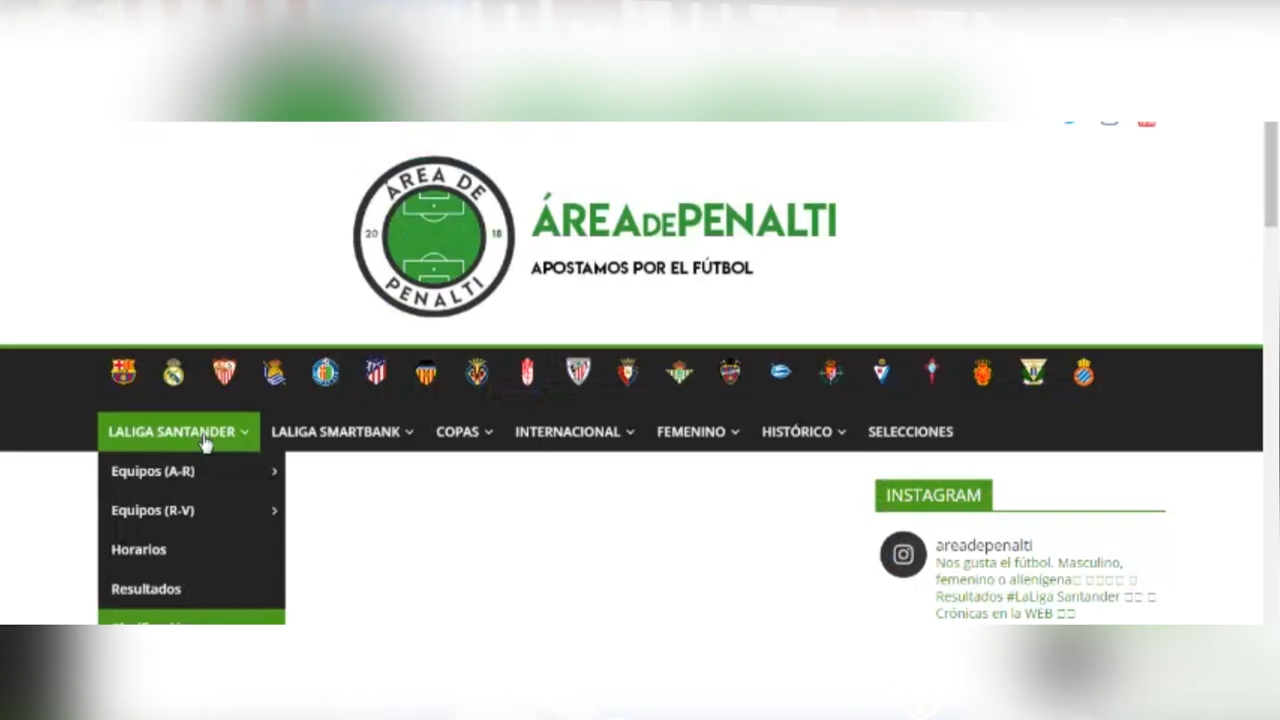 ÁREA DE
20 18
PENALTI
ÁREADEPENALTI
APOSTAMOS POR EL FÚTBOL
LALIGA SANTANDER LALIGA SMARTBANK COPAS INTERNACIONAL FEMENINO HISTÓRICO SELECCIONES
Equipos (A-R)
Equipos (R-V)
Horarios
Resultados
INSTAGRAM
areadepenalti
Nos gusta el fútbol. Masculino,
femenino o alienígena
Resultados #LaLiga Santander
Crónicas en la WEB